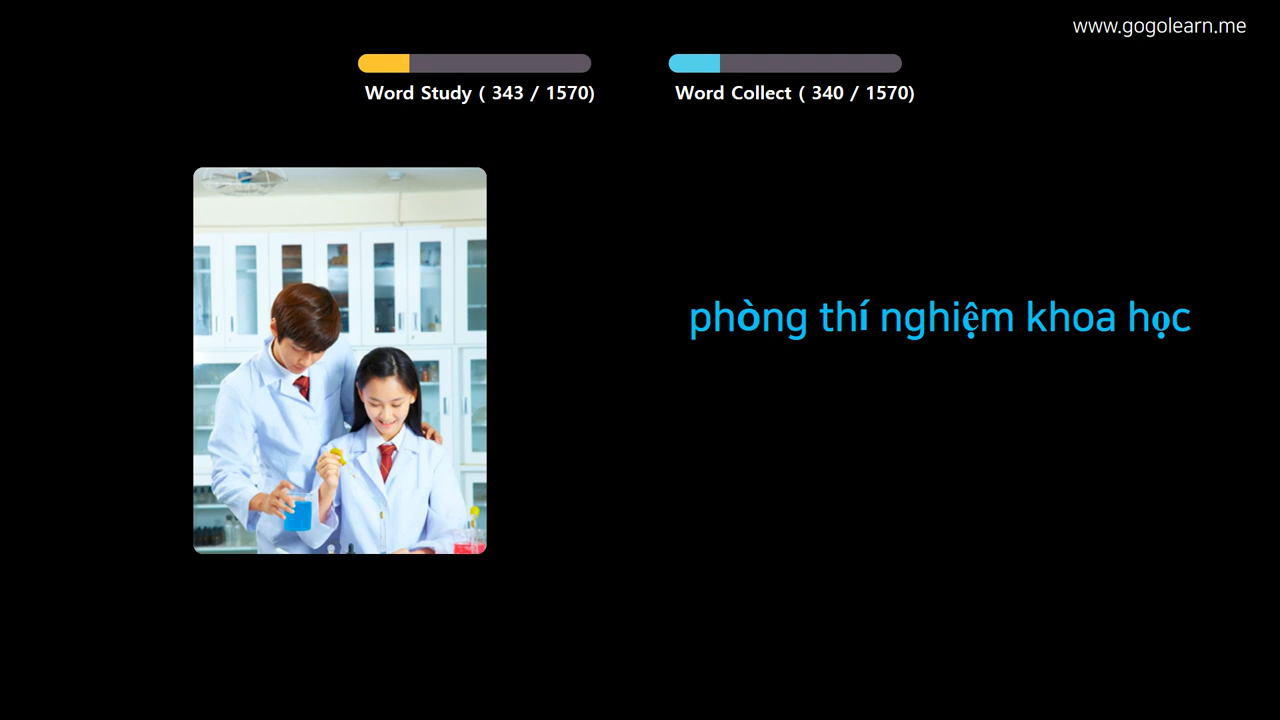 www.gogolearn.me
Word Study ( 343 / 1570)
Word Collect ( 340 / 1570)
phòng thí nghiệm khoa học